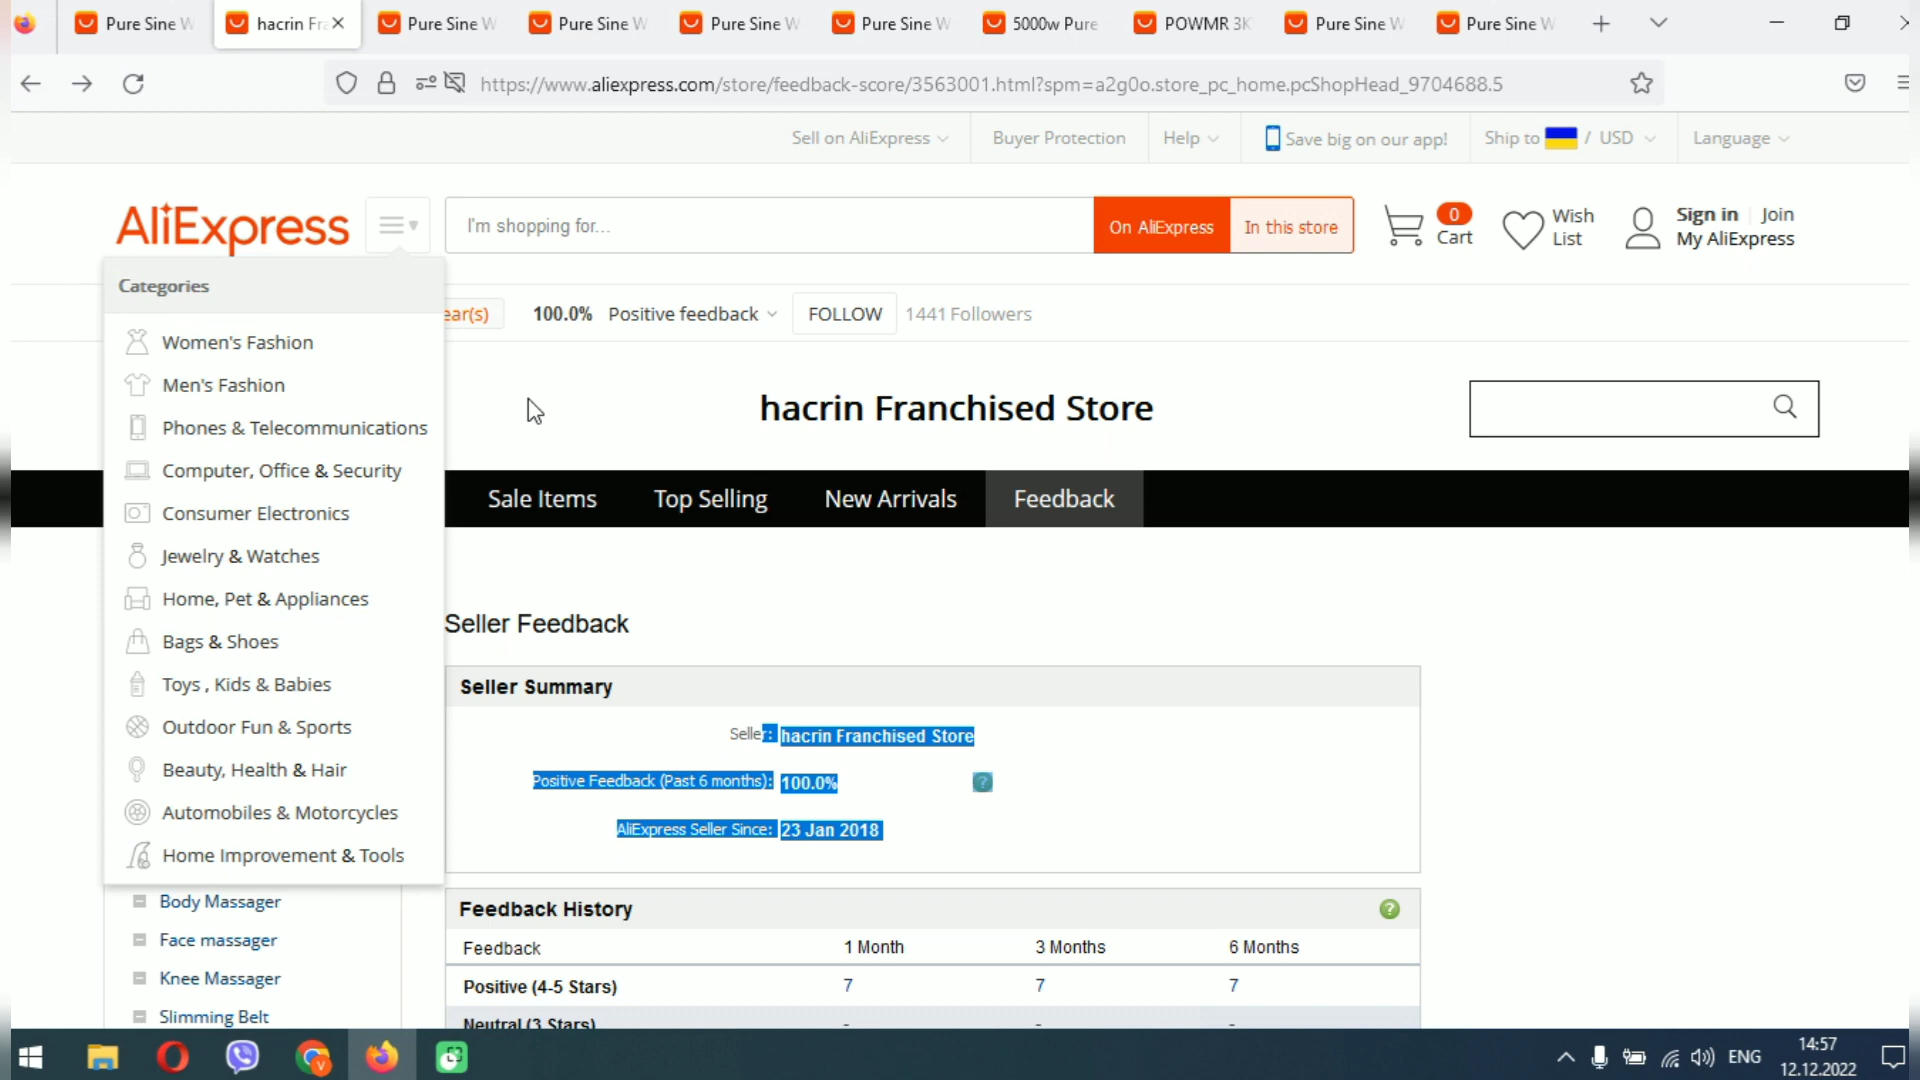 Pure Sine W
hacrin Fra
Pure Sine W
Pure Sine W
Pure Sine W
Pure Sine W
5000w Pure
POWMR 3K
Pure Sine W
Pure Sine W
https://www.aliexpress.com/store/feedback-score/3563001.html?spm=a2g0o.store_pc_home.pcShopHead_9704688.5
Sell on AliExpress
Buyer Protection
Help
Save big on our app!
Ship to / USD
Language
AliExpress
I'm shopping for...
On AliExpress
In this store
0
Cart
Wish
List
Sign in
Join
My AliExpress
Categories
ear(s)
100.0% Positive feedback
FOLLOW
1441 Followers
Women's Fashion
Men's Fashion
Phones & Telecommunications
Computer, Office & Security
Consumer Electronics
Jewelry & Watches
Home, Pet & Appliances
Bags & Shoes
Toys , Kids & Babies
Outdoor Fun & Sports
Beauty, Health & Hair
Automobiles & Motorcycles
Home Improvement & Tools
Body Massager
Face massager
Knee Massager
Slimming Belt
hacrin Franchised Store
Sale Items
Top Selling
New Arrivals
Feedback
Seller Feedback
Seller Summary
Seller: hacrin Franchised Store
Positive Feedback (Past 6 months): 100.0%
AliExpress Seller Since: 23 Jan 2018
Feedback History
Feedback 1 Month 3 Months 6 Months
Positive (4-5 Stars) 7 7 7
Neutral (3 Stars) - - -
ENG
14:57
12.12.2022